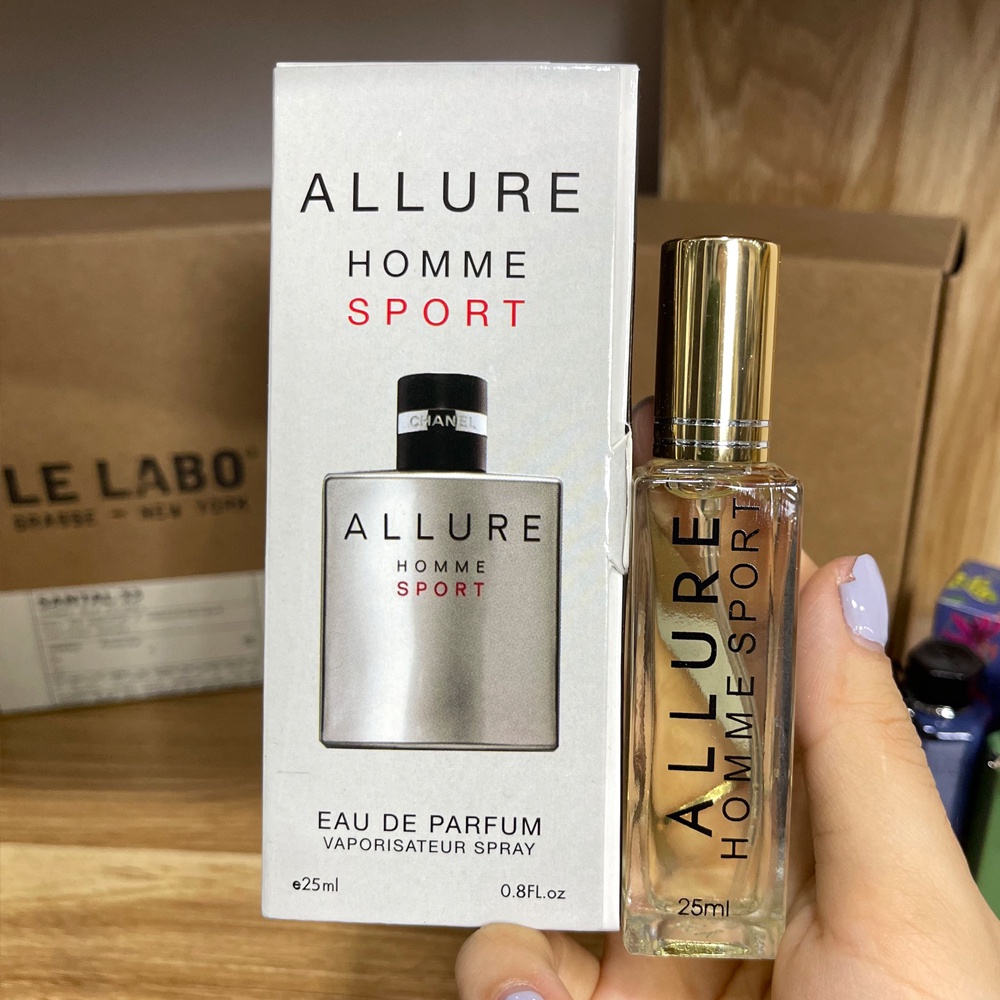 ALLURE
HOMME
SPORT
CHANEL
ALLURE
HOMME
SPORT
EAU DE PARFUM
VAPORISATEUR SPRAY
e25ml
0.8FL.oz
ALLURE
HOMME SPORT
25ml
LE LABO
GRASSE — NEW YORK
SANTAL 33